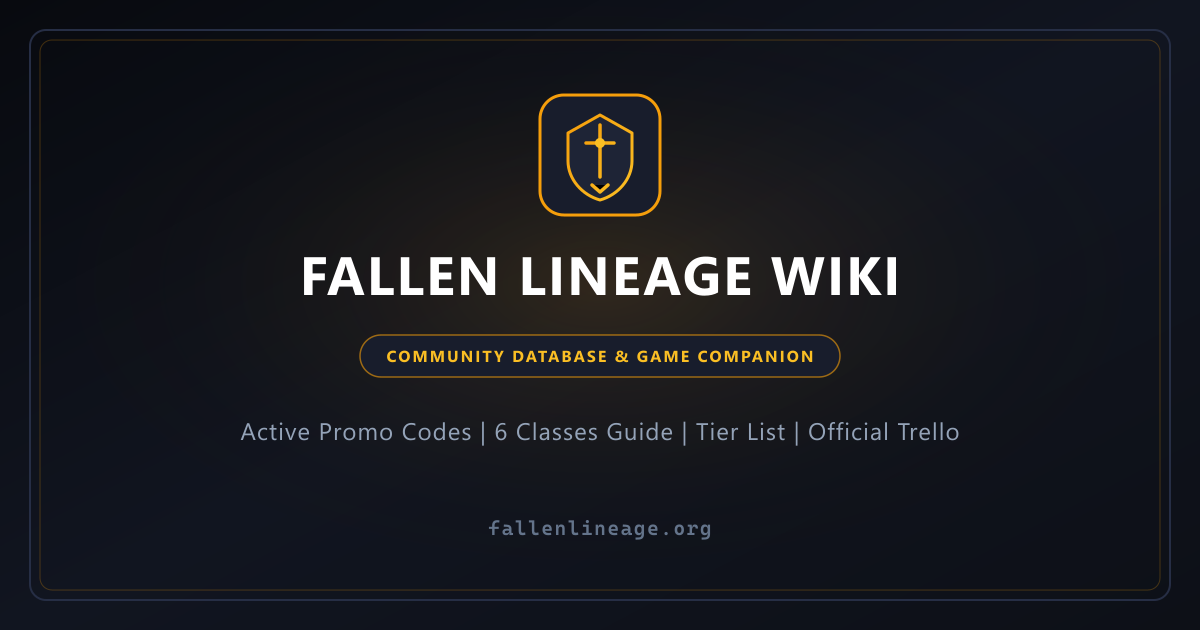 FALLEN LINEAGE WIKI
COMMUNITY DATABASE & GAME COMPANION
Active Promo Codes | 6 Classes Guide | Tier List | Official Trello
fallenlineage.org